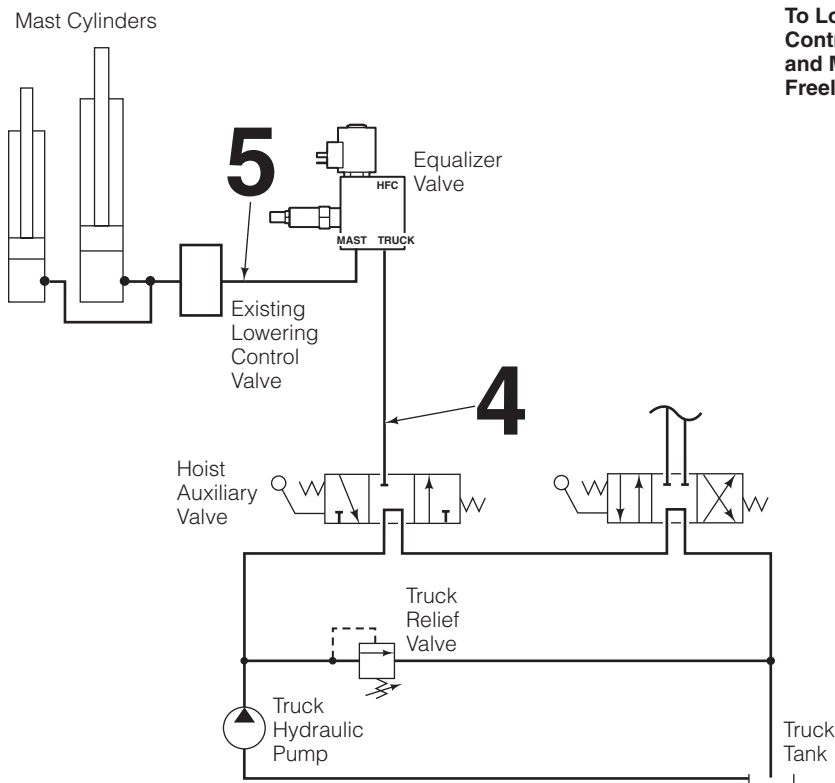 Mast Cylinders
To Lo
Contr
and M
Freel
5
Equalizer
Valve
HFC
MAST TRUCK
Existing
Lowering
Control
Valve
4
Hoist
Auxiliary
Valve
Truck
Relief
Valve
Truck
Hydraulic
Pump
Truck
Tank